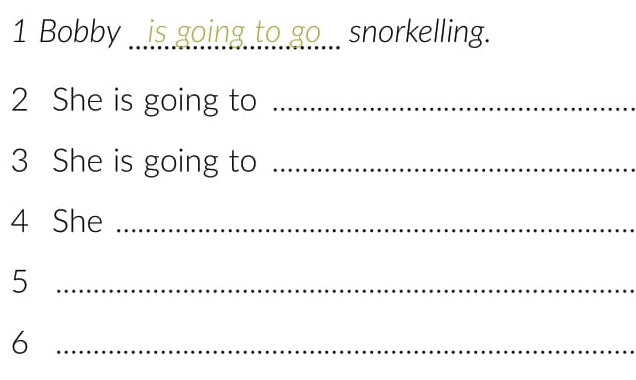 1 Bobby is going to go snorkelling.
2 She is going to ................................................
3 She is going to ................................................
4 She ......................................................................
5 ..............................................................................
6 ..............................................................................